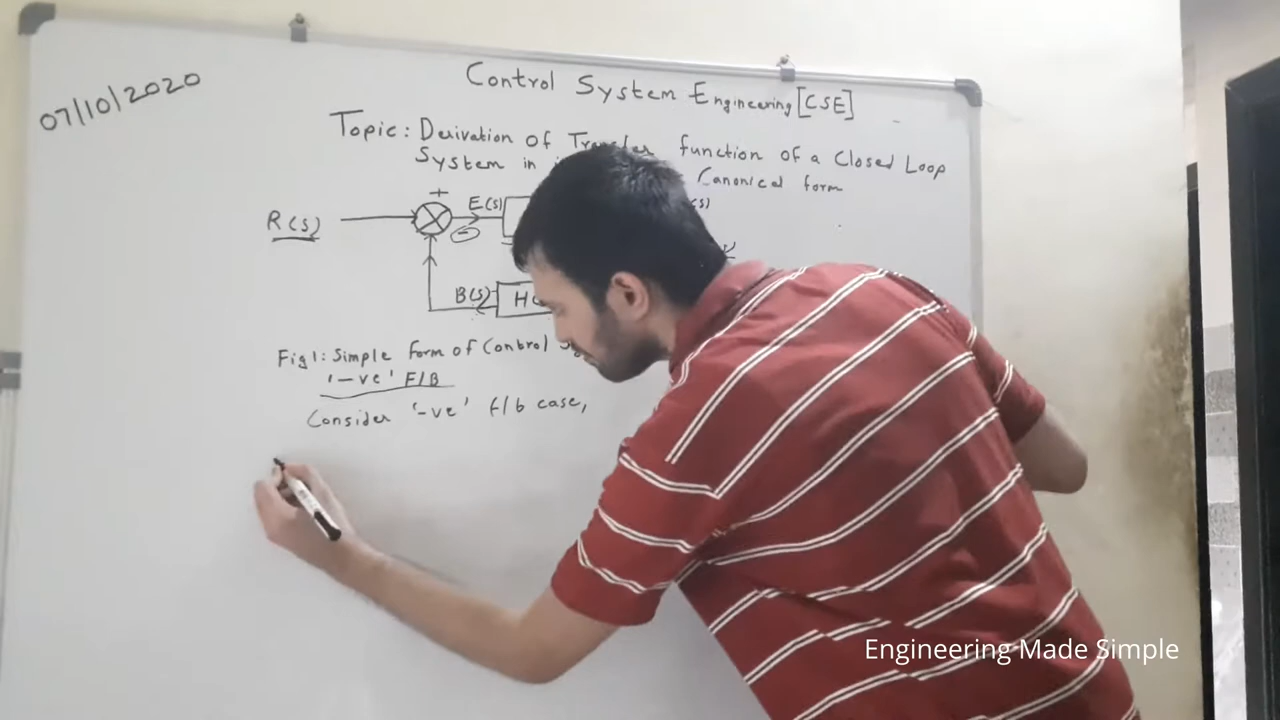 07/10/2020
Control System Engineering [CSE]
Topic: Derivation of function of a Closed Loop
System in Canonical form
+
R(s) E(s) (s)
-
B(s) H
Fig 1: Simple form of Control
'-ve' F/B
Consider '-ve' f/b case,
Engineering Made Simple